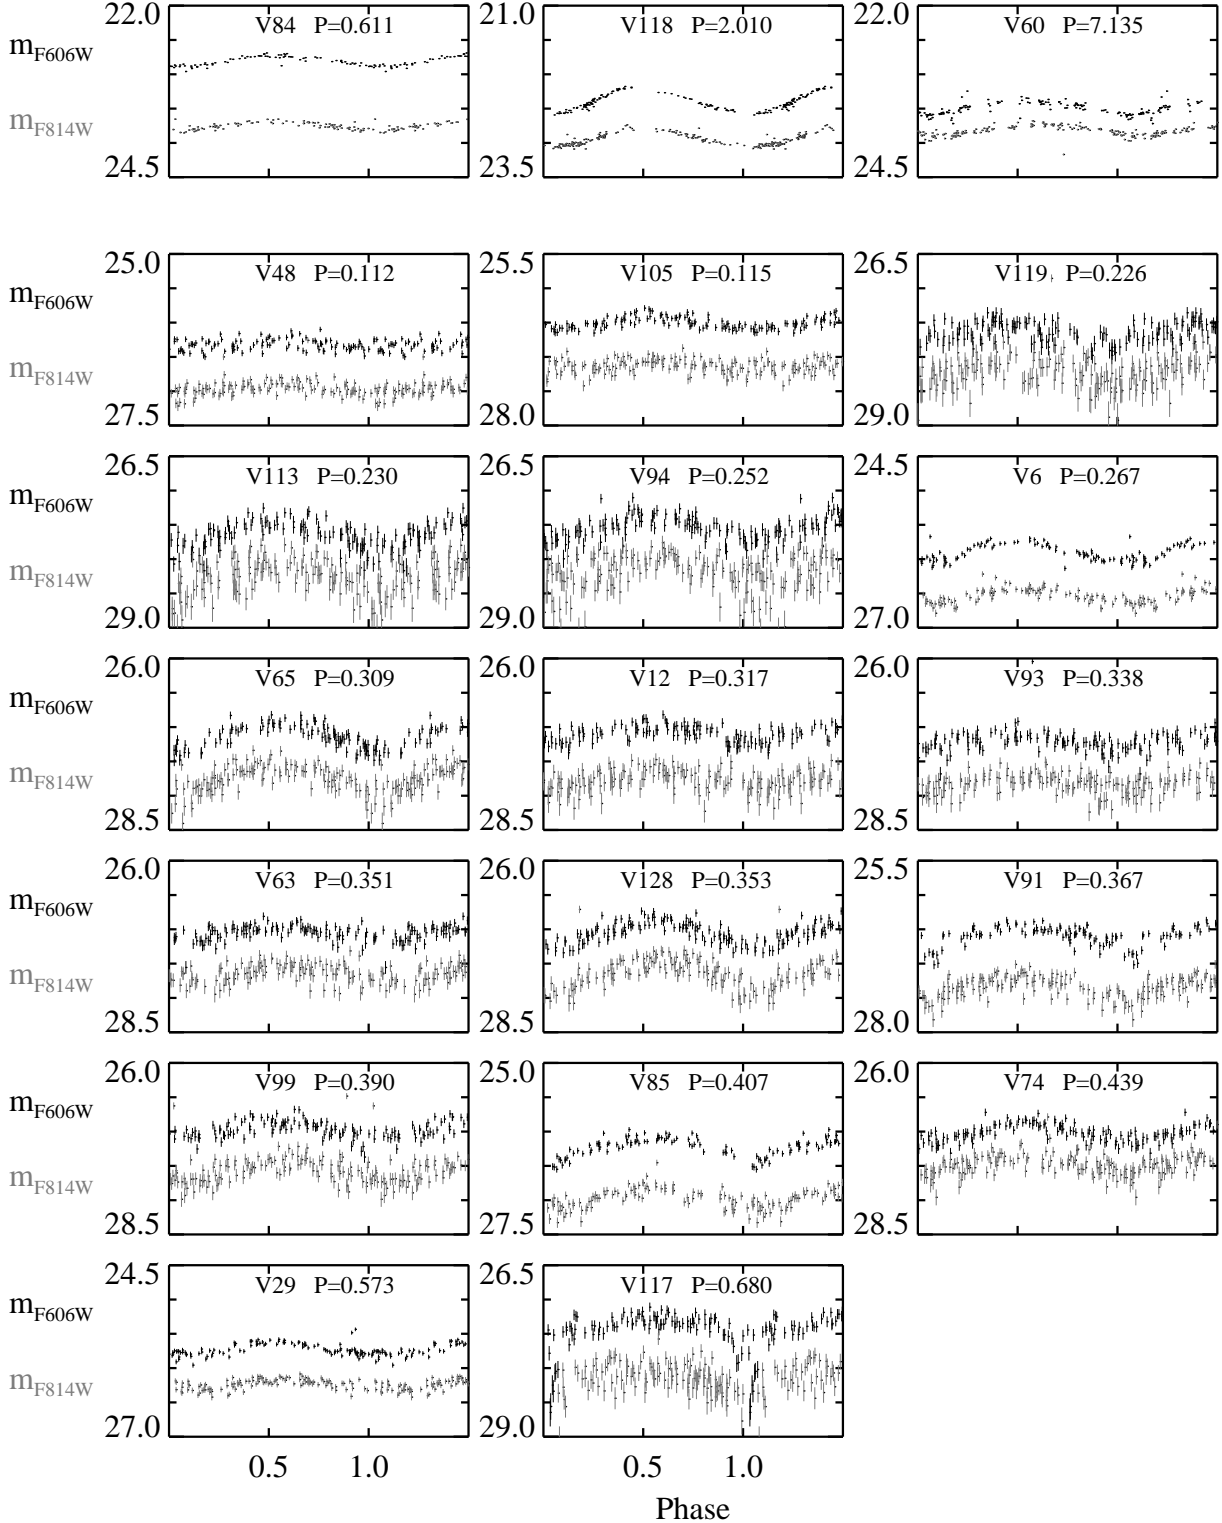 22.0 V84 P=0.611 21.0 V118 P=2.010 22.0 V60 P=7.135
mF606W
mF814W
24.5 23.5 24.5
25.0 V48 P=0.112 25.5 V105 P=0.115 26.5 V119 P=0.226
mF606W
mF814W
27.5 28.0 29.0
26.5 V113 P=0.230 26.5 V94 P=0.252 24.5 V6 P=0.267
mF606W
mF814W
29.0 29.0 27.0
26.0 V65 P=0.309 26.0 V12 P=0.317 26.0 V93 P=0.338
mF606W
mF814W
28.5 28.5 28.5
26.0 V63 P=0.351 26.0 V128 P=0.353 25.5 V91 P=0.367
mF606W
mF814W
28.5 28.5 28.0
26.0 V99 P=0.390 25.0 V85 P=0.407 26.0 V74 P=0.439
mF606W
mF814W
28.5 27.5 28.5
24.5 V29 P=0.573 26.5 V117 P=0.680
mF606W
mF814W
27.0 29.0
0.5 1.0 0.5 1.0
Phase